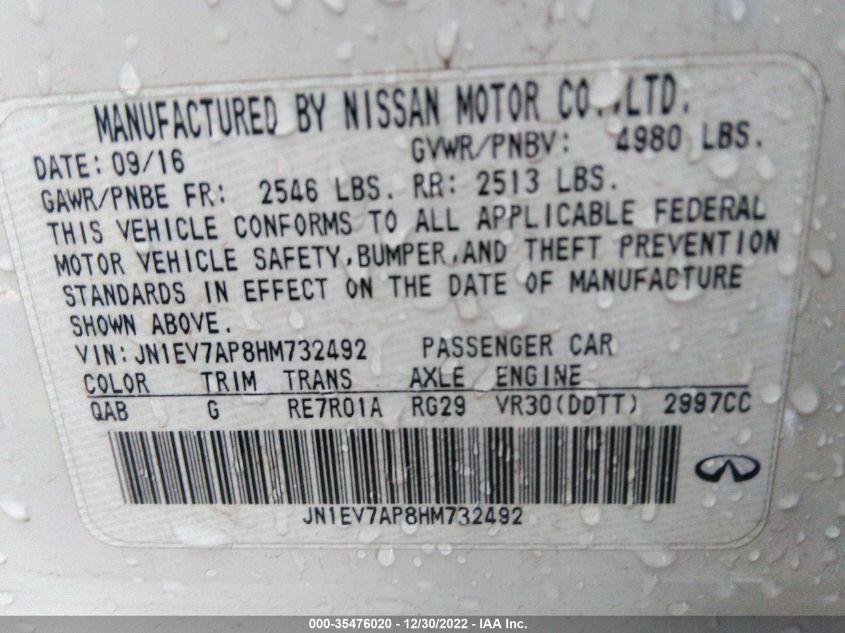 MANUFACTURED BY NISSAN MOTOR CO.,LTD.
DATE: 09/16 GVWR/PNBV: 4980 LBS.
GAWR/PNBE FR: 2546 LBS. RR: 2513 LBS.
THIS VEHICLE CONFORMS TO ALL APPLICABLE FEDERAL
MOTOR VEHICLE SAFETY,BUMPER,AND THEFT PREVENTION
STANDARDS IN EFFECT ON THE DATE OF MANUFACTURE
SHOWN ABOVE.
VIN: JN1EV7AP8HM732492 PASSENGER CAR
COLOR TRIM TRANS AXLE ENGINE
QAB G RE7R01A RG29 VR30(DDTT) 2997CC
JN1EV7AP8HM732492
000-35476020 - 12/30/2022 - IAA Inc.